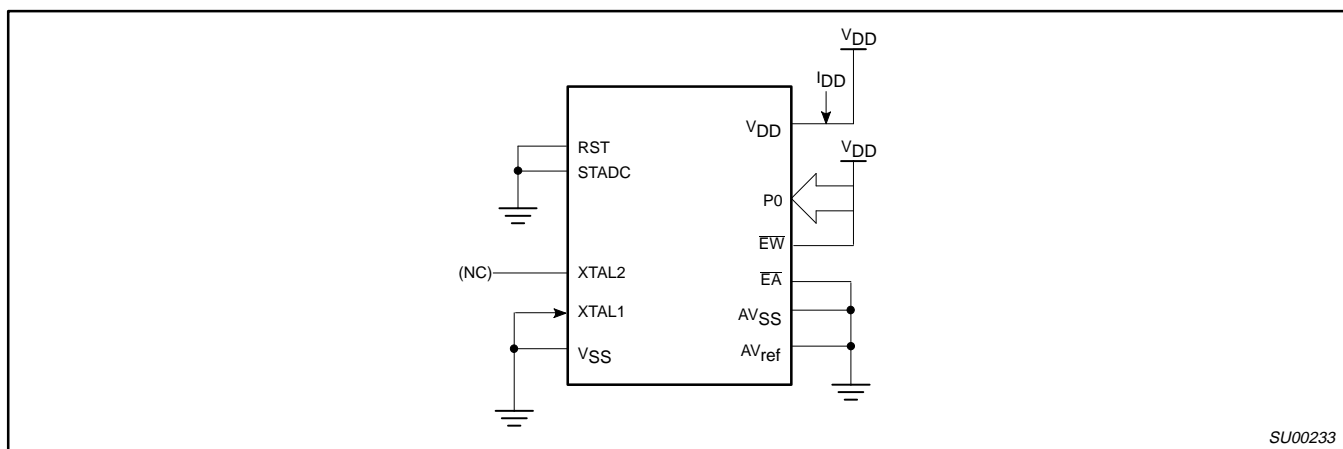 VDD
IDD
VDD
RST
STADC
VDD
P0
EW
(NC)
XTAL2
EA
XTAL1
AVSS
VSS
AVref
SU00233